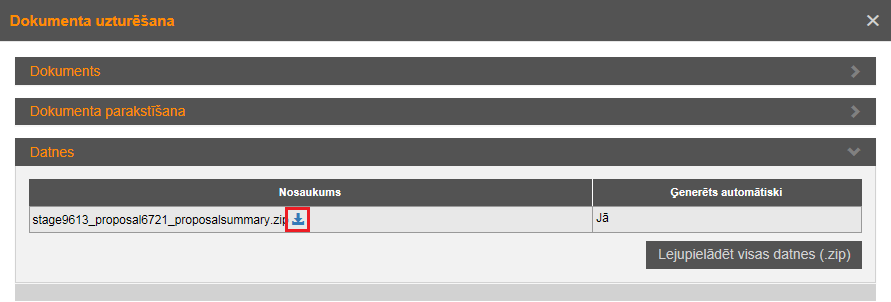 Dokumenta uzturēšana
Dokuments
Dokumenta parakstīšana
Datnes
Nosaukums Ģenerēts automātiski
stage9613_proposal6721_proposalsummary.zip Jā
Lejupielādēt visas datnes (.zip)